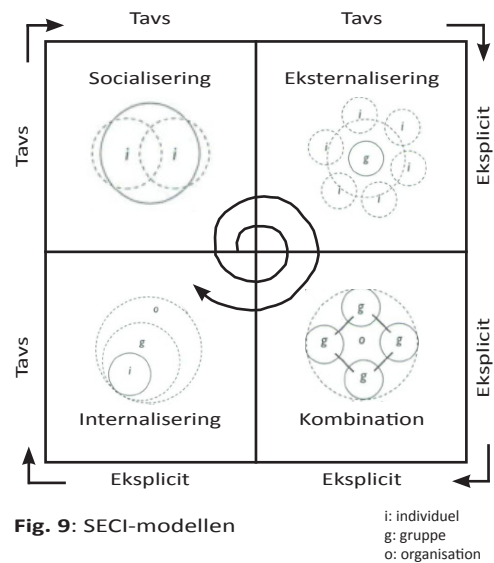 Tavs Tavs
Tavs
Socialisering
i i
Eksternalisering
i
i i
g
i i
i i
Eksplicit
Tavs
o
g
i
Internalisering
g
g o g
g
Kombination
Eksplicit
Eksplicit Eksplicit
Fig. 9: SECI-modellen
i: individuel
g: gruppe
o: organisation